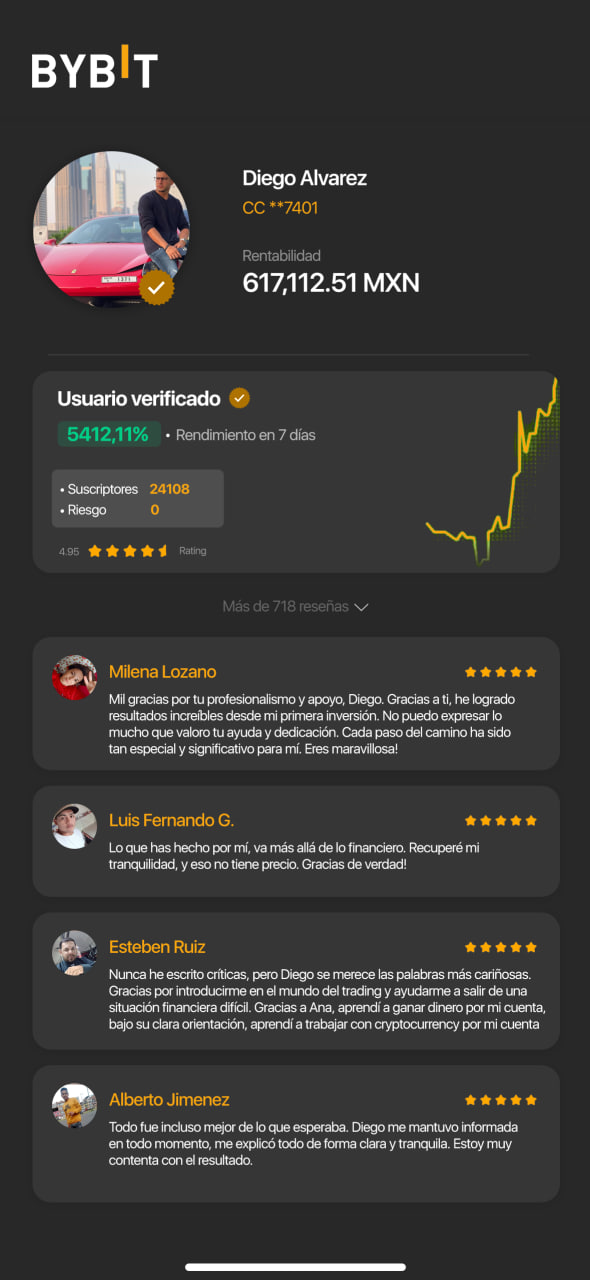 BYBIT
Diego Alvarez
CC **7401
Rentabilidad
617,112.51 MXN
Usuario verificado
5412,11% • Rendimiento en 7 días
• Suscriptores 24108
• Riesgo 0
4.95 Rating
Más de 718 reseñas
Milena Lozano
Mil gracias por tu profesionalismo y apoyo, Diego. Gracias a ti, he logrado
resultados increíbles desde mi primera inversión. No puedo expresar lo
mucho que valoro tu ayuda y dedicación. Cada paso del camino ha sido
tan especial y significativo para mí. Eres maravillosa!
Luis Fernando G.
Lo que has hecho por mí, va más allá de lo financiero. Recuperé mi
tranquilidad, y eso no tiene precio. Gracias de verdad!
Esteben Ruiz
Nunca he escrito críticas, pero Diego se merece las palabras más cariñosas.
Gracias por introducirme en el mundo del trading y ayudarme a salir de una
situación financiera difícil. Gracias a Ana, aprendí a ganar dinero por mi cuenta,
bajo su clara orientación, aprendí a trabajar con cryptocurrency por mi cuenta
Alberto Jimenez
Todo fue incluso mejor de lo que esperaba. Diego me mantuvo informada
en todo momento, me explicó todo de forma clara y tranquila. Estoy muy
contenta con el resultado.